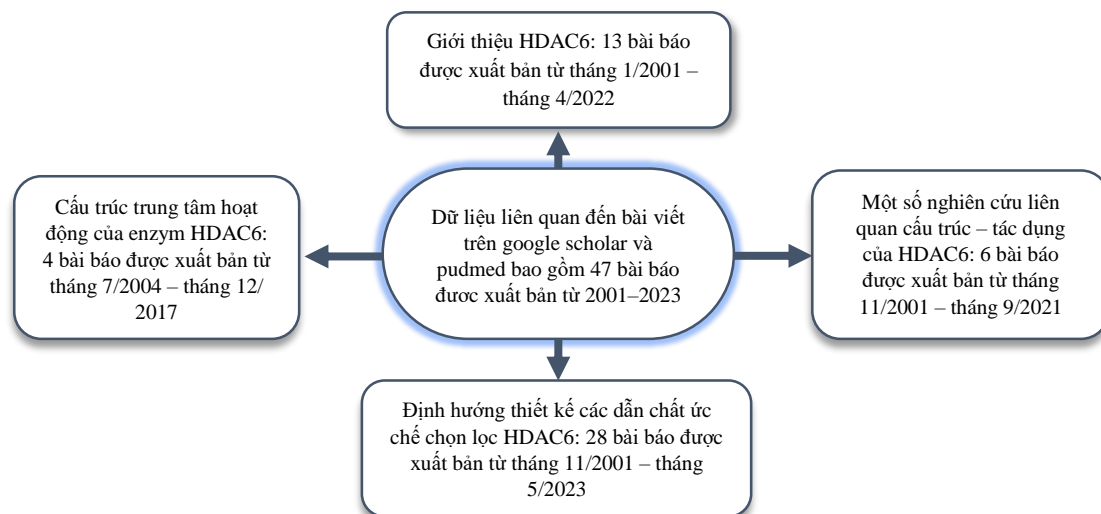 Giới thiệu HDAC6: 13 bài báo
được xuất bản từ tháng 1/2001 –
tháng 4/2022
Cấu trúc trung tâm hoạt
động của enzym HDAC6:
4 bài báo được xuất bản từ
tháng 7/2004 – tháng 12/
2017
Dữ liệu liên quan đến bài viết
trên google scholar và
pudmed bao gồm 47 bài báo
đươc xuất bản từ 2001–2023
Một số nghiên cứu liên
quan cấu trúc – tác dụng
của HDAC6: 6 bài báo
được xuất bản từ tháng
11/2001 – tháng 9/2021
Định hướng thiết kế các dẫn chất ức
chế chọn lọc HDAC6: 28 bài báo được
xuất bản từ tháng 11/2001 – tháng
5/2023